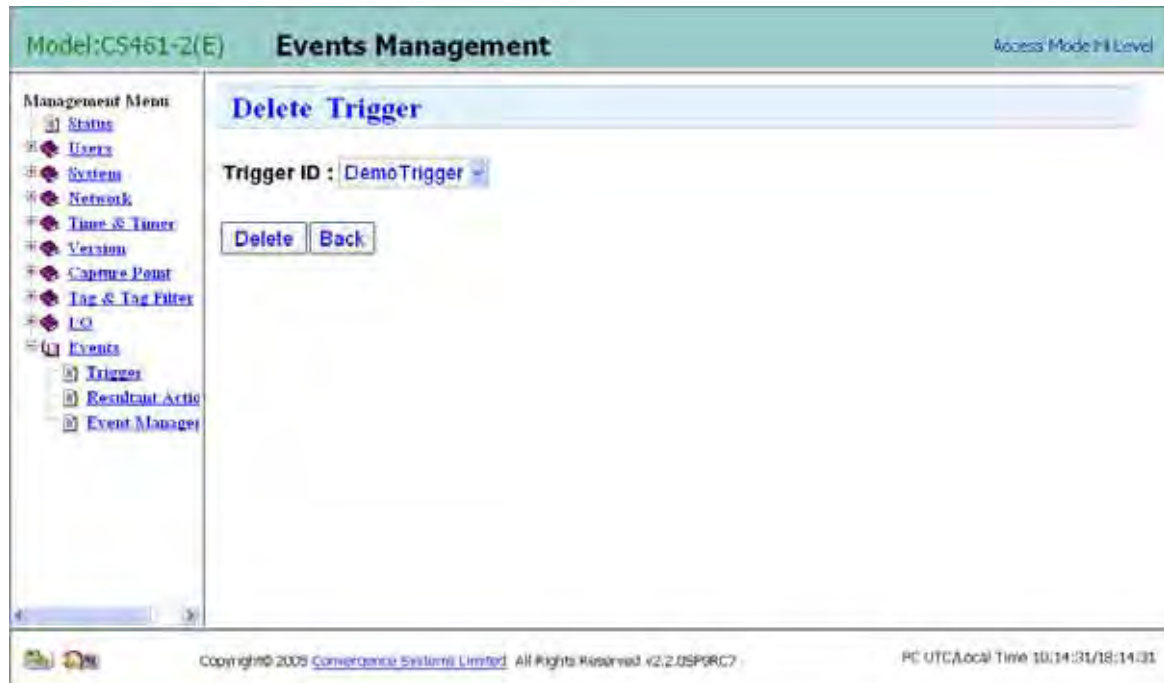 Model:CS461-2(E)
Events Management
Access Mode:Hi Level
Management Menu
Status
Users
System
Network
Time & Timer
Version
Capture Point
Tag & Tag Filter
I/O
Events
Trigger
Resultant Actio
Event Manager
Delete Trigger
Trigger ID : DemoTrigger
Delete Back
Copyright© 2005 Convergence Systems Limited. All Rights Reserved
PC UTC/Local Time 10:14:31/18:14:31